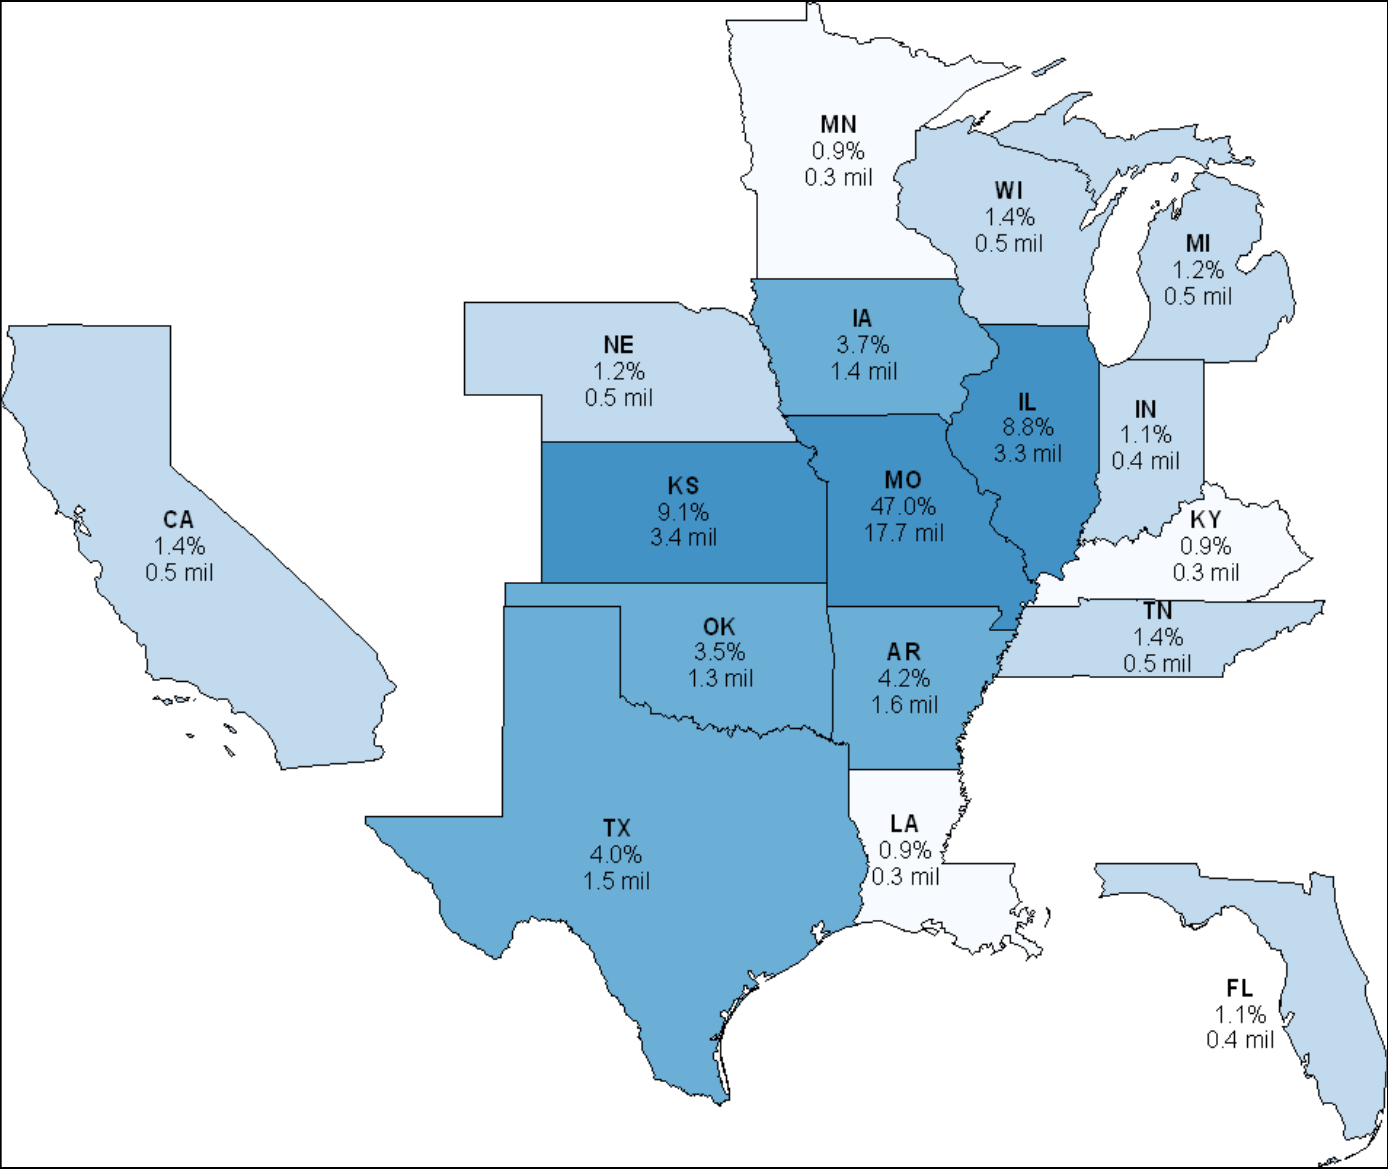 MN
0.9%
0.3 mil
WI
1.4%
0.5 mil
MI
1.2%
0.5 mil
IA
3.7%
1.4 mil
NE
1.2%
0.5 mil
IL
8.8%
3.3 mil
IN
1.1%
0.4 mil
KS
9.1%
3.4 mil
MO
47.0%
17.7 mil
CA
1.4%
0.5 mil
KY
0.9%
0.3 mil
TN
1.4%
0.5 mil
OK
3.5%
1.3 mil
AR
4.2%
1.6 mil
TX
4.0%
1.5 mil
LA
0.9%
0.3 mil
FL
1.1%
0.4 mil